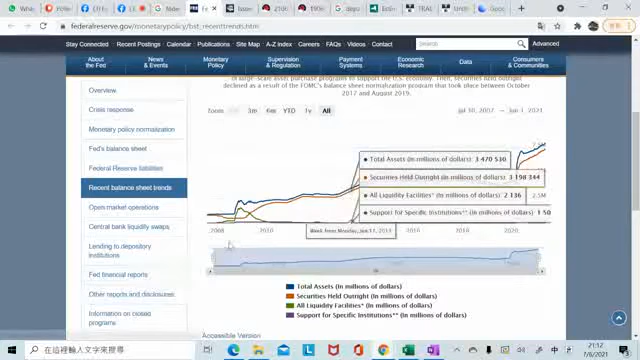 federalreserve.gov/monetarypolicy/bst_recenttrends.htm
Stay Connected Recent Postings Calendar Publications Site Map A-Z index Careers FAQs Videos Contact Search Advanced
About the Fed
News & Events
Monetary Policy
Supervision & Regulation
Payment Systems
Economic Research
Data
Consumers & Communities
Overview
Crisis response
Monetary policy normalization
Fed's balance sheet
Federal Reserve liabilities
Recent balance sheet trends
Open market operations
Central bank liquidity swaps
Lending to depository institutions
Fed financial reports
Other reports and disclosures
Information on closed programs
of large-scale asset purchase programs to support the U.S. economy. Then, securities held outright
declined as a result of the FOMC's balance sheet normalization program that took place between October
2017 and August 2019.
Zoom 3m 6m YTD 1y All
Jul 30, 2007 – Jun 1, 2021
Total Assets (in millions of dollars): 3 470 530
Securities Held Outright (in millions of dollars): 3 198 344
All Liquidity Facilities* (in millions of dollars): 2 136
2.5M
Support for Specific Institutions** (in millions of dollars): 1 50
Week from Monday, Jun 17, 2013
2008 2010 2016 2018 2020
Total Assets (in millions of dollars)
Securities Held Outright (in millions of dollars)
All Liquidity Facilities* (in millions of dollars)
Support for Specific Institutions** (in millions of dollars)
Accessible Version
在這裡輸入文字來搜尋
21:12
7/6/2021